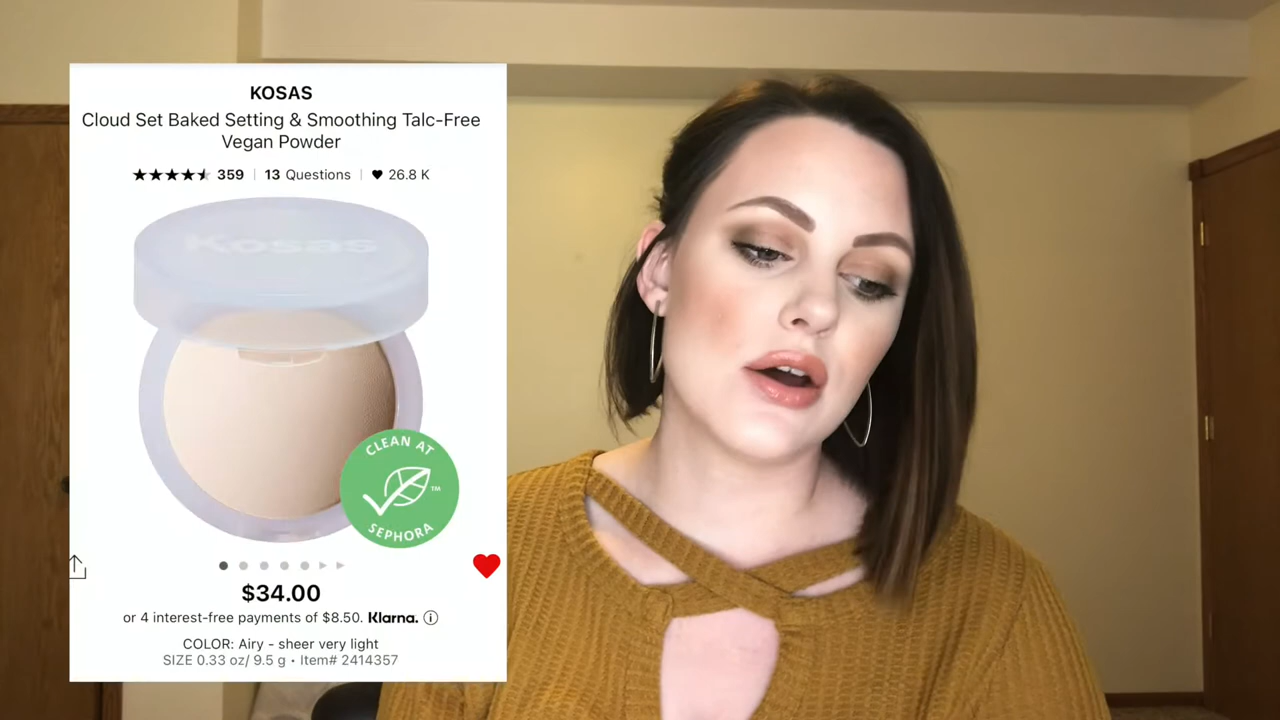 KOSAS
Cloud Set Baked Setting & Smoothing Talc-Free
Vegan Powder
359 | 13 Questions | 26.8 K
Kosas
CLEAN AT
SEPHORA
TM
$34.00
or 4 interest-free payments of $8.50. Klarna.
COLOR: Airy - sheer very light
SIZE 0.33 oz/ 9.5 g • Item# 2414357